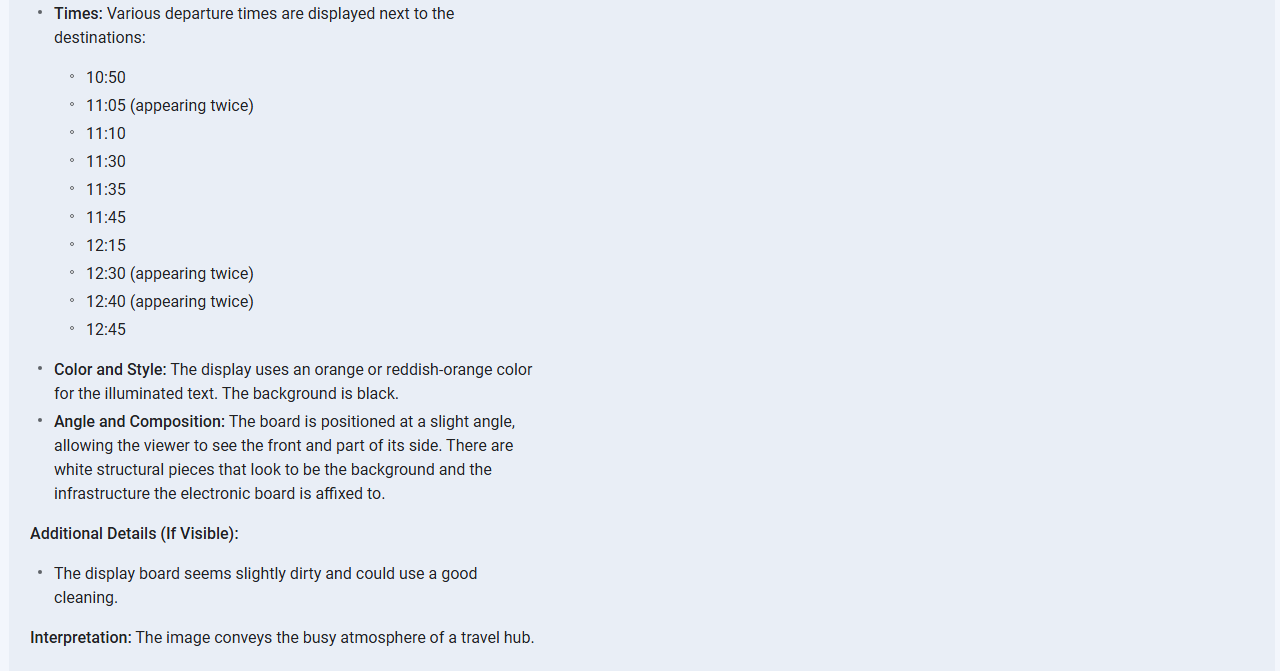 Times: Various departure times are displayed next to the
destinations:
10:50
11:05 (appearing twice)
11:10
11:30
11:35
11:45
12:15
12:30 (appearing twice)
12:40 (appearing twice)
12:45
Color and Style: The display uses an orange or reddish-orange color
for the illuminated text. The background is black.
Angle and Composition: The board is positioned at a slight angle,
allowing the viewer to see the front and part of its side. There are
white structural pieces that look to be the background and the
infrastructure the electronic board is affixed to.
Additional Details (If Visible):
The display board seems slightly dirty and could use a good
cleaning.
Interpretation: The image conveys the busy atmosphere of a travel hub.